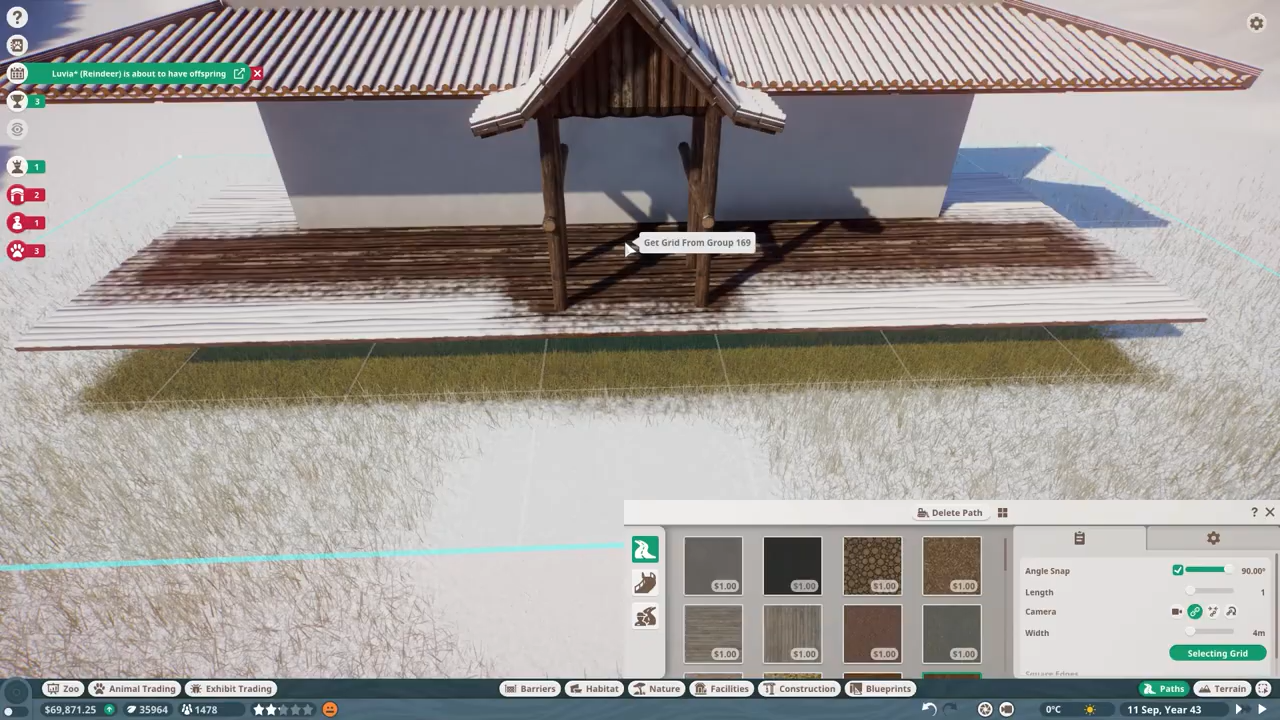 ?
Luvia* (Reindeer) is about to have offspring
3
1
2
1
3
Get Grid From Group 169
Delete Path
?
$1.00 $1.00 $1.00 $1.00
$1.00 $1.00 $1.00 $1.00
Angle Snap 90.00°
Length 1
Camera
Width 4m
Selecting Grid
Square Edges
Zoo Animal Trading Exhibit Trading Barriers Habitat Nature Facilities Construction Blueprints Paths Terrain
$69,871.25 35964 1478 0°C 11 Sep, Year 43